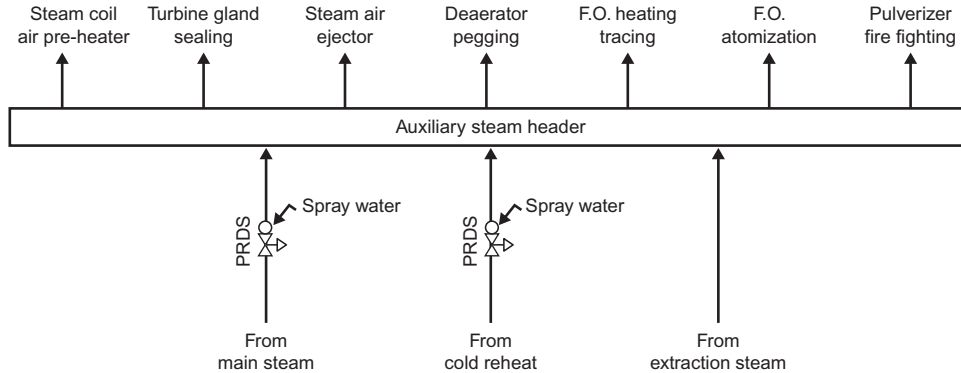 Steam coil
air pre-heater
Turbine gland
sealing
Steam air
ejector
Deaerator
pegging
F.O. heating
tracing
F.O.
atomization
Pulverizer
fire fighting
Auxiliary steam header
PRDS
Spray water
PRDS
Spray water
From
main steam
From
cold reheat
From
extraction steam